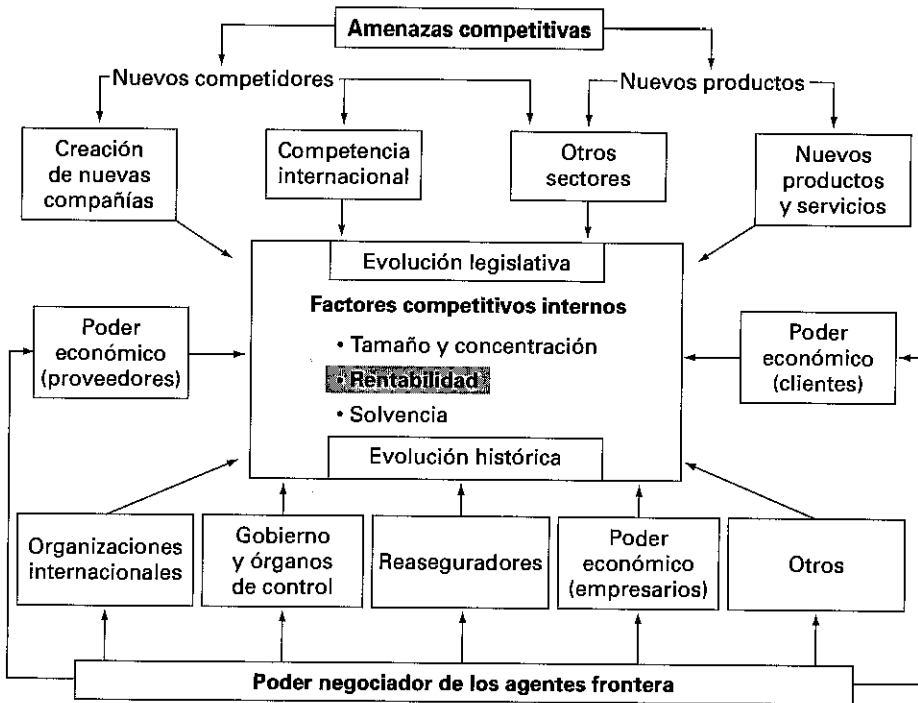 Amenazas competitivas
Nuevos competidores
Nuevos productos
Creación
de nuevas
compañías
Competencia
internacional
Otros
sectores
Nuevos
productos
y servicios
Evolución legislativa
Factores competitivos internos
• Tamaño y concentración
• Rentabilidad
• Solvencia
Evolución histórica
Poder
económico
(proveedores)
Poder
económico
(clientes)
Organizaciones
internacionales
Gobierno
y órganos
de control
Reaseguradores
Poder
económico
(empresarios)
Otros
Poder negociador de los agentes frontera